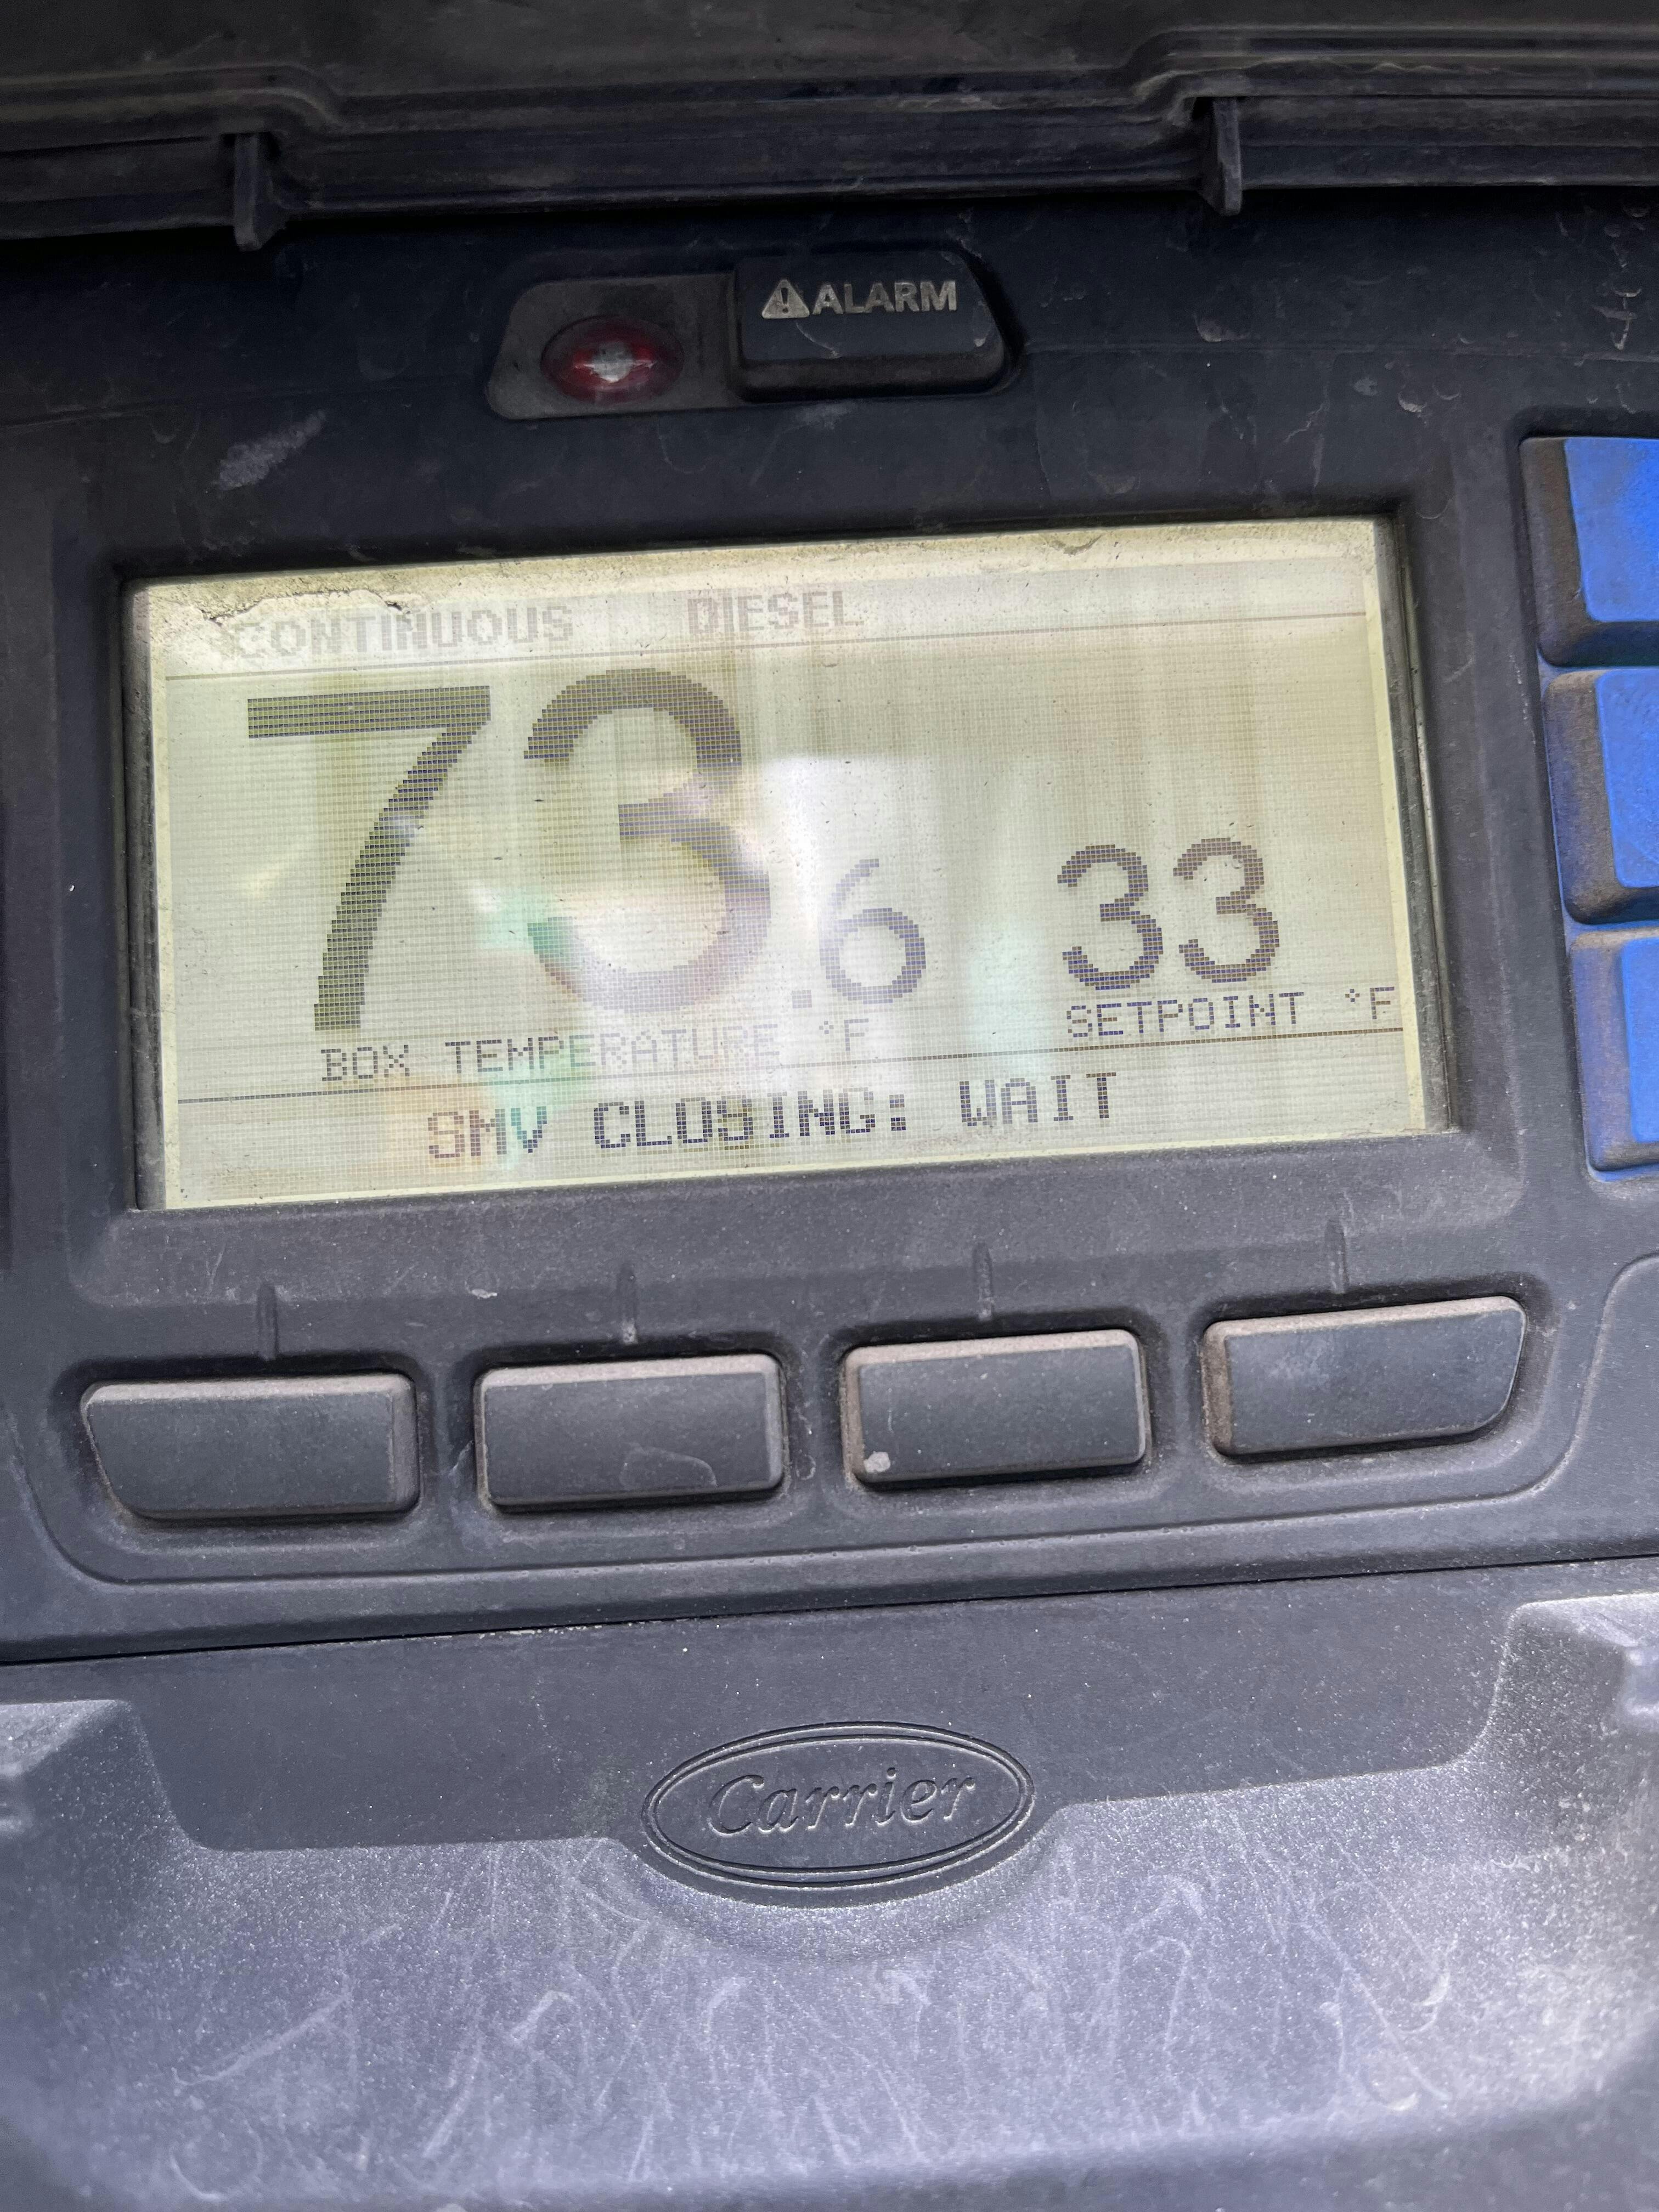 ⚠ALARM
CONTINUOUS DIESEL
73.6 33
BOX TEMPERATURE °F SETPOINT °F
SMV CLOSING: WAIT
Carrier